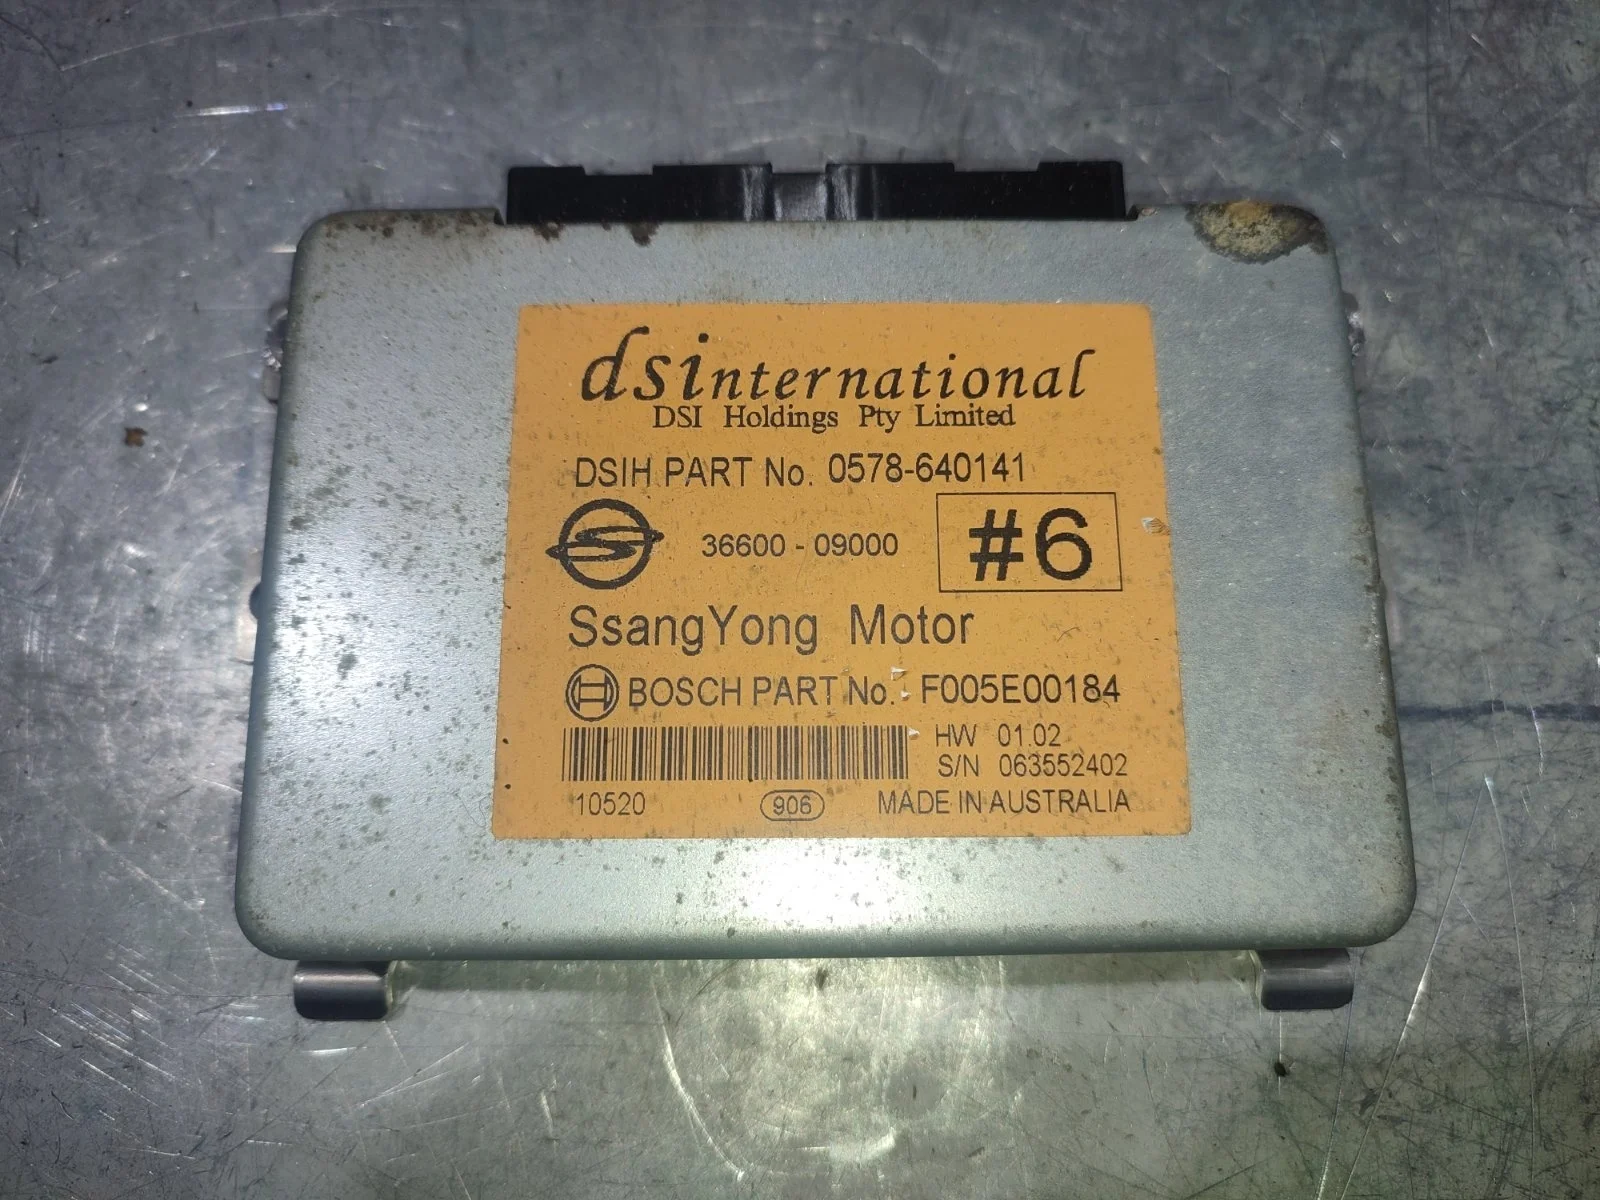 dsinternational
DSI Holdings Pty Limited
DSIH PART No. 0578-640141
36600 - 09000
#6
SsangYong Motor
BOSCH PART No. F005E00184
HW 01.02
S/N 063552402
10520
906
MADE IN AUSTRALIA